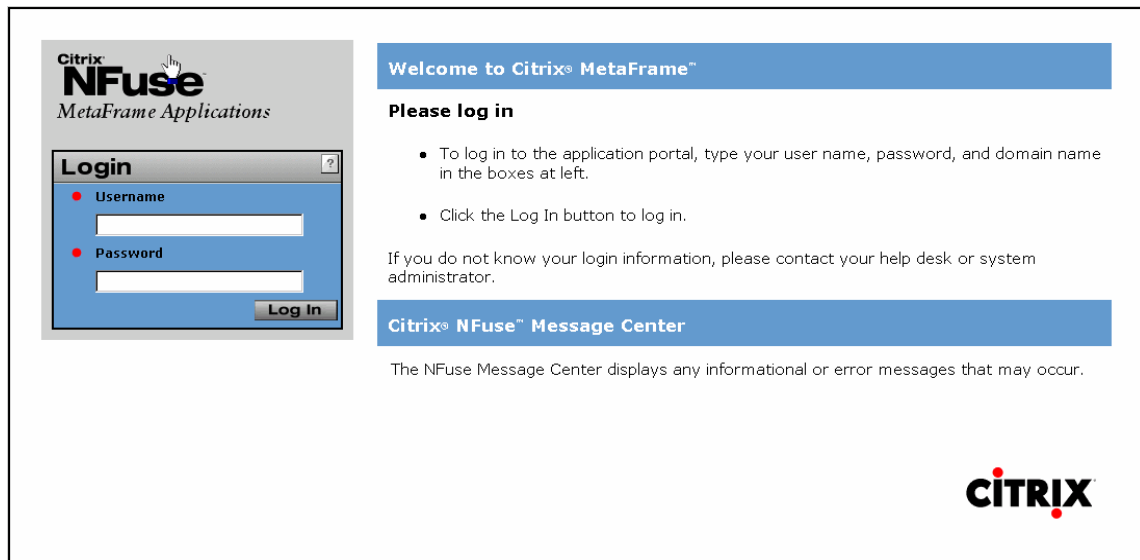 Citrix
NFuse™
MetaFrame Applications
Login
?
Username
Password
Log In
Welcome to Citrix® MetaFrame™
Please log in
• To log in to the application portal, type your user name, password, and domain name
in the boxes at left.
• Click the Log In button to log in.
If you do not know your login information, please contact your help desk or system
administrator.
Citrix® NFuse™ Message Center
The NFuse Message Center displays any informational or error messages that may occur.
CİTRIX